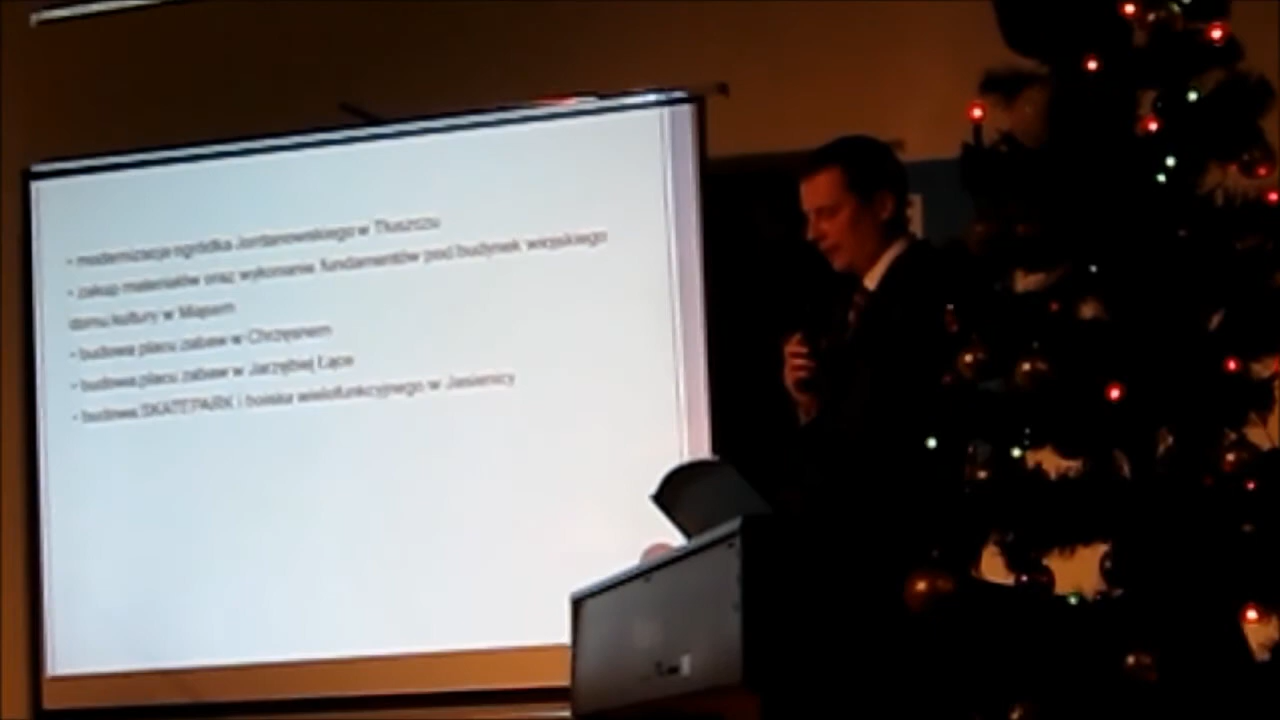 • modernizacja ogródka Jordanowskiego w Tłuszczu
• zakup materiałów oraz wykonanie fundamentów pod budynek wiejskiego
domu kultury w Miąsem
• budowa placu zabaw w Chrzęsnem
• budowa placu zabaw w Jarzębiej Łące
• budowa SKATEPARK i boiska wielofunkcyjnego w Jasienicy